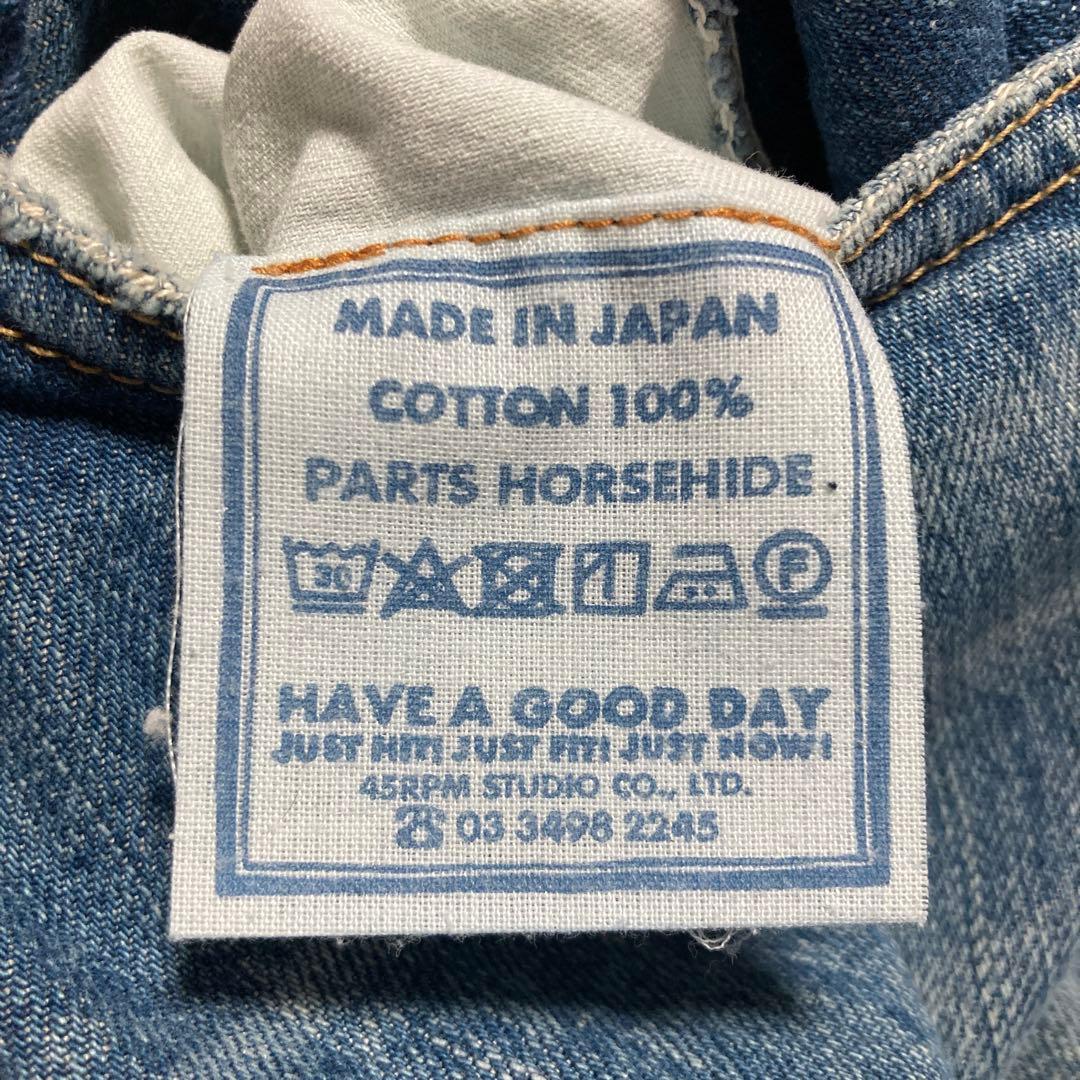 MADE IN JAPAN
COTTON 100%
PARTS HORSEHIDE
30 F
HAVE A GOOD DAY
JUST HIT! JUST FIT! JUST NOW!
45RPM STUDIO CO., LTD.
☎ 03 3498 2245